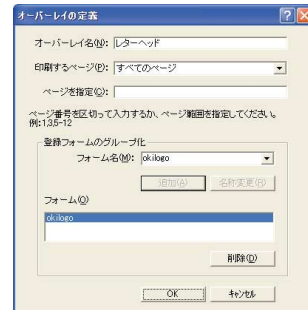 オーバーレイの定義
オーバーレイ名(N): レターヘッド
印刷するページ(P): すべてのページ
ページを指定(C):
ページ番号を区切って入力するか、ページ範囲を指定してください。
例:1,3,5-12
登録フォームのグループ化
フォーム名(M): okilogo
追加(A) 名称変更(R)
フォーム(O)
okilogo
削除(D)
OK キャンセル